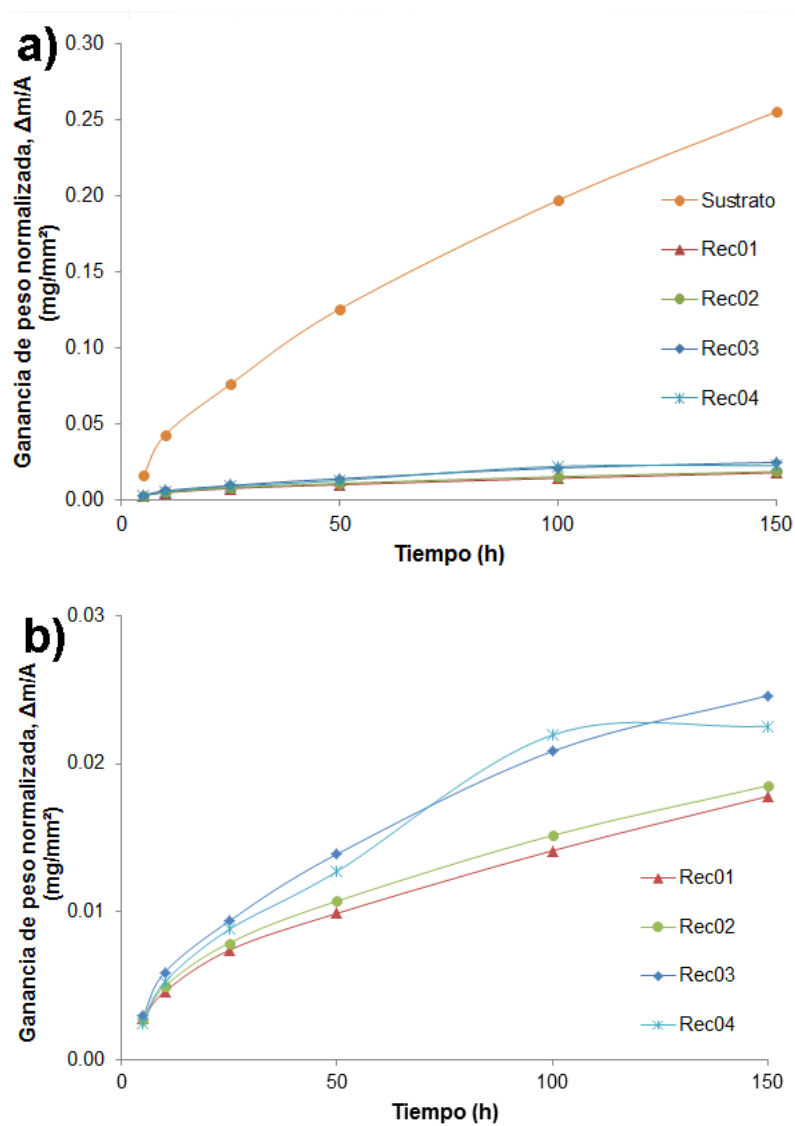 a)
Ganancia de peso normalizada, Δm/A
(mg/mm²)
0.30
0.25
0.20
0.15
0.10
0.05
0.00
0
50
100
150
Tiempo (h)
Sustrato
Rec01
Rec02
Rec03
Rec04
b)
Ganancia de peso normalizada, Δm/A
(mg/mm²)
0.03
0.02
0.01
0.00
0
50
100
150
Tiempo (h)
Rec01
Rec02
Rec03
Rec04